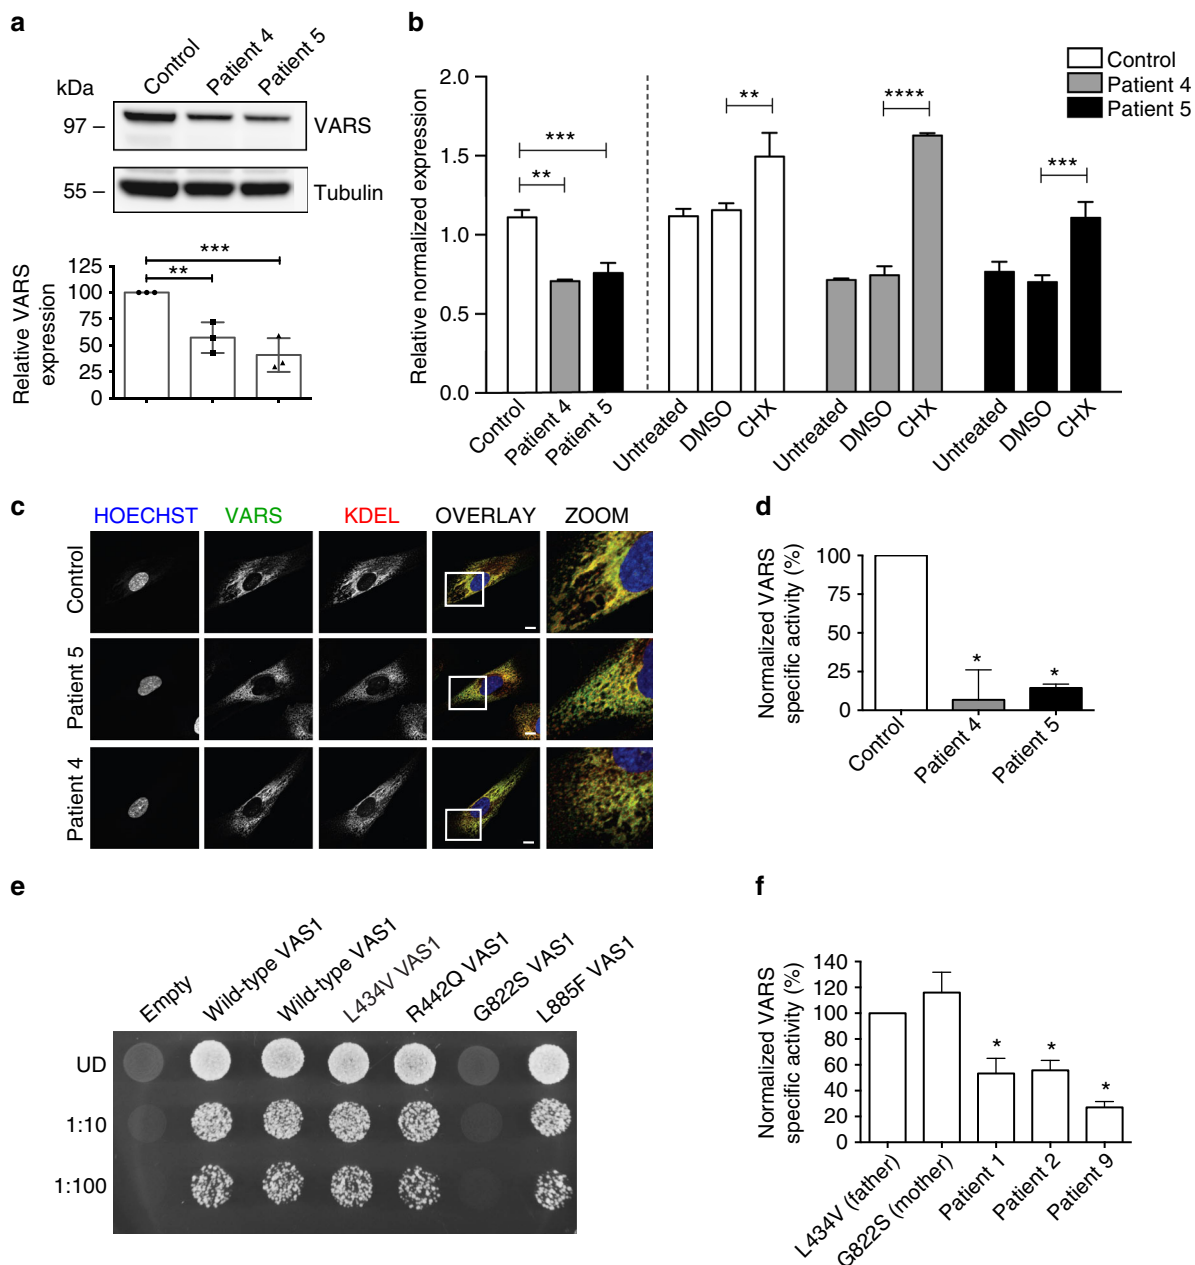 a
Control
Patient 4
Patient 5
kDa
97
VARS
55
Tubulin
Relative VARS
expression
125
100
75
50
25
0
**
***
b
Control
Patient 4
Patient 5
Relative normalized expression
2.0
1.5
1.0
0.5
0.0
***
**
**
****
***
Control
Patient 4
Patient 5
Untreated
DMSO
CHX
Untreated
DMSO
CHX
Untreated
DMSO
CHX
c
HOECHST
VARS
KDEL
OVERLAY
ZOOM
Control
Patient 5
Patient 4
d
Normalized VARS
specific activity (%)
100
75
50
25
0
*
*
Control
Patient 4
Patient 5
e
Empty
Wild-type VAS1
Wild-type VAS1
L434V VAS1
R442Q VAS1
G822S VAS1
L885F VAS1
UD
1:10
1:100
f
Normalized VARS
specific activity (%)
140
120
100
80
60
40
20
0
*
*
*
L434V (father)
G822S (mother)
Patient 1
Patient 2
Patient 9